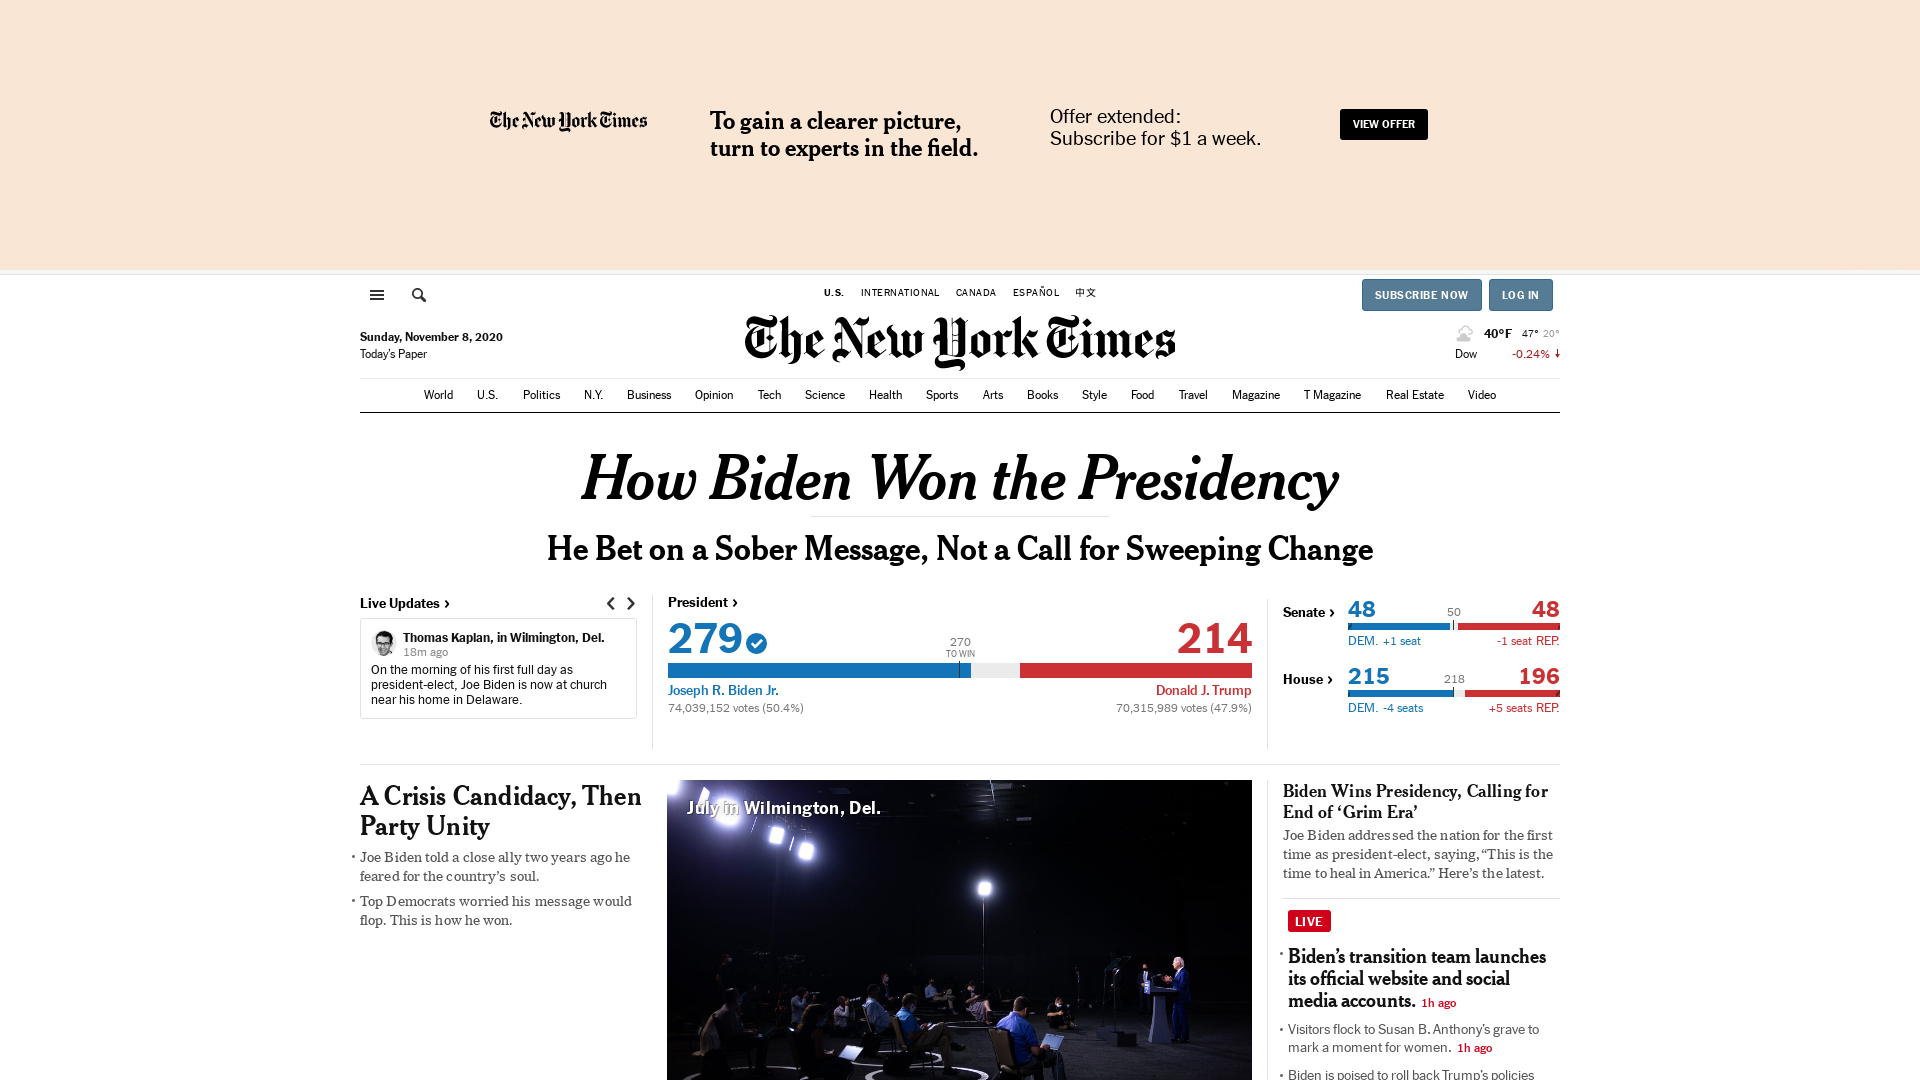 The New York Times
To gain a clearer picture,
turn to experts in the field.
Offer extended:
Subscribe for $1 a week.
VIEW OFFER
U.S. INTERNATIONAL CANADA ESPAÑOL 中文
SUBSCRIBE NOW LOG IN
Sunday, November 8, 2020
Today's Paper
The New York Times
40°F 47° 20°
Dow -0.24% ↓
World U.S. Politics N.Y. Business Opinion Tech Science Health Sports Arts Books Style Food Travel Magazine T Magazine Real Estate Video
How Biden Won the Presidency
He Bet on a Sober Message, Not a Call for Sweeping Change
Live Updates ›
Thomas Kaplan, in Wilmington, Del.
18m ago
On the morning of his first full day as
president-elect, Joe Biden is now at church
near his home in Delaware.
President ›
279 214
270
TO WIN
Joseph R. Biden Jr. Donald J. Trump
74,039,152 votes (50.4%) 70,315,989 votes (47.9%)
Senate › 48 50 48
DEM. +1 seat -1 seat REP.
House › 215 218 196
DEM. -4 seats +5 seats REP.
A Crisis Candidacy, Then
Party Unity
• Joe Biden told a close ally two years ago he
feared for the country’s soul.
• Top Democrats worried his message would
flop. This is how he won.
July in Wilmington, Del.
Biden Wins Presidency, Calling for
End of ‘Grim Era’
Joe Biden addressed the nation for the first
time as president-elect, saying, “This is the
time to heal in America.” Here’s the latest.
LIVE
• Biden’s transition team launches
its official website and social
media accounts. 1h ago
• Visitors flock to Susan B. Anthony’s grave to
mark a moment for women. 1h ago
• Biden is poised to roll back Trump’s policies